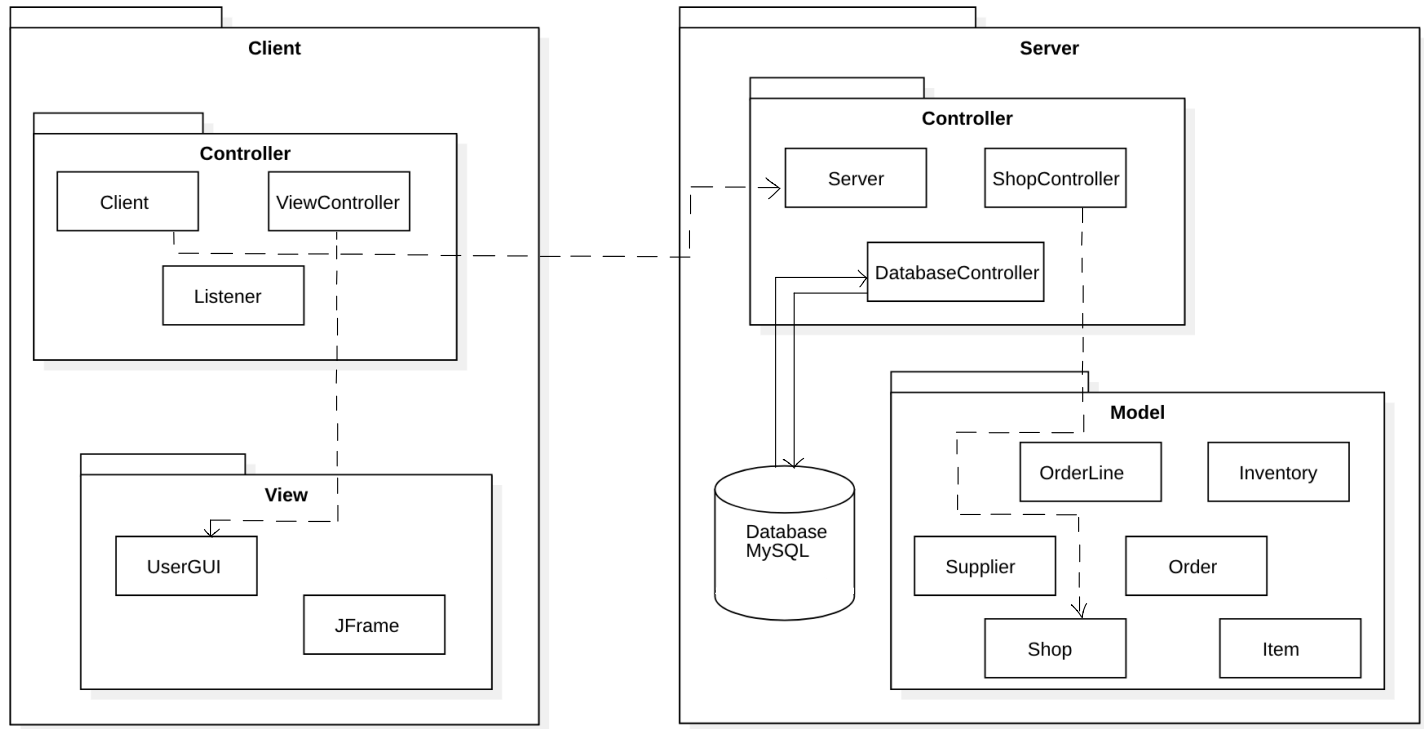 Client
Controller
Client
ViewController
Listener
View
UserGUI
JFrame
Server
Controller
Server
ShopController
DatabaseController
Database
MySQL
Model
OrderLine
Inventory
Supplier
Order
Shop
Item